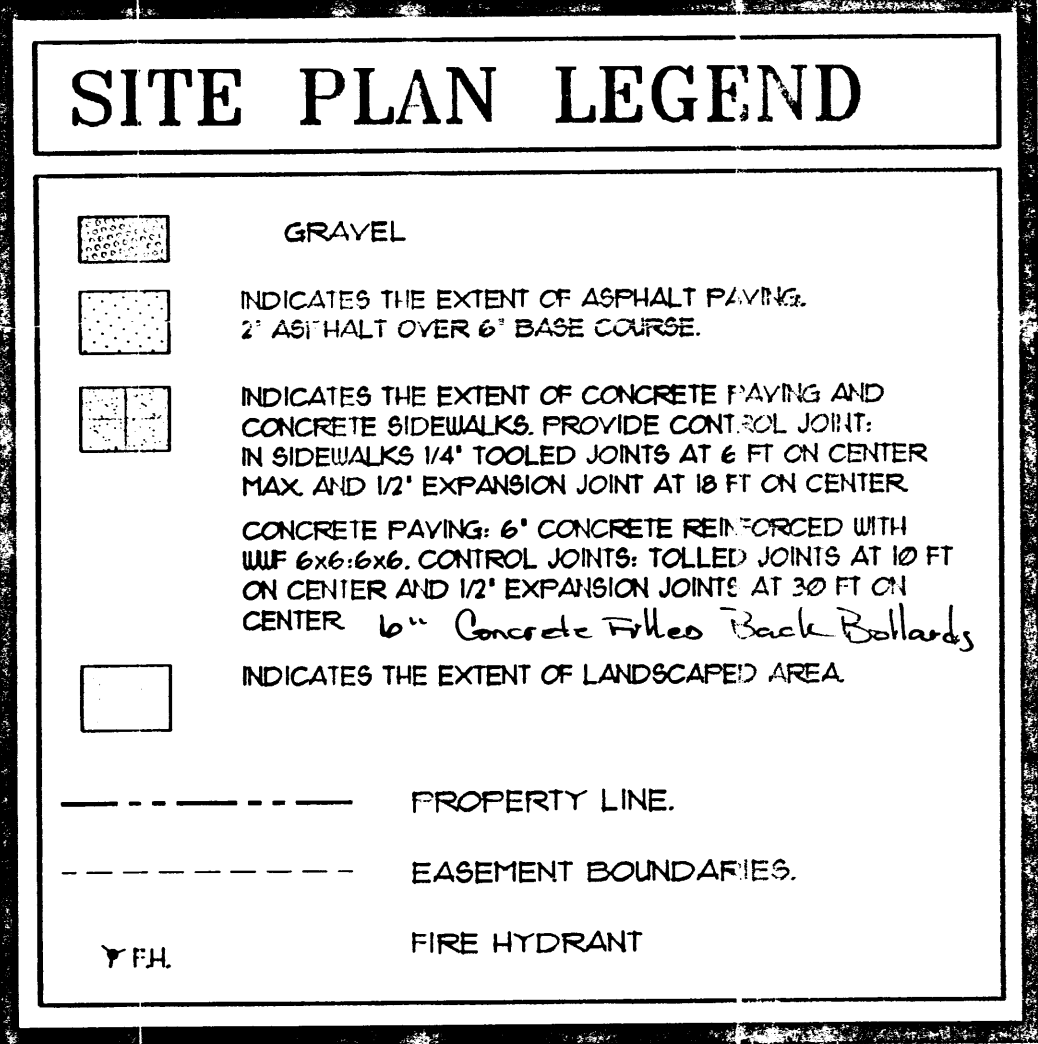 SITE PLAN LEGEND
GRAVEL
INDICATES THE EXTENT OF ASPHALT PAVING.
2" ASPHALT OVER 6" BASE COURSE.
INDICATES THE EXTENT OF CONCRETE PAVING AND
CONCRETE SIDEWALKS. PROVIDE CONTROL JOINT:
IN SIDEWALKS 1/4" TOOLED JOINTS AT 6 FT ON CENTER
MAX. AND 1/2" EXPANSION JOINT AT 18 FT ON CENTER
CONCRETE PAVING: 6" CONCRETE REINFORCED WITH
WWF 6x6:6x6. CONTROL JOINTS: TOLLED JOINTS AT 10 FT
ON CENTER AND 1/2" EXPANSION JOINTS AT 30 FT ON
CENTER 6" Concrete Filled Back Bollards
INDICATES THE EXTENT OF LANDSCAPED AREA.
PROPERTY LINE.
EASEMENT BOUNDARIES.
F.H. FIRE HYDRANT